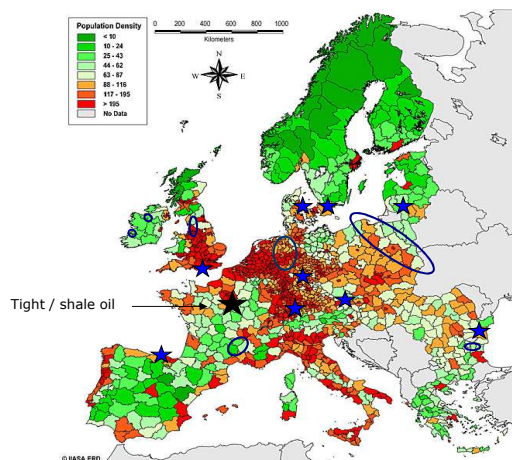 Population Density
< 10
10 - 24
25 - 43
44 - 62
63 - 87
88 - 116
117 - 195
> 195
No Data
0 200 400 600 800 1000
Kilometers
N
W E
S
Tight / shale oil
© IIASA ERD